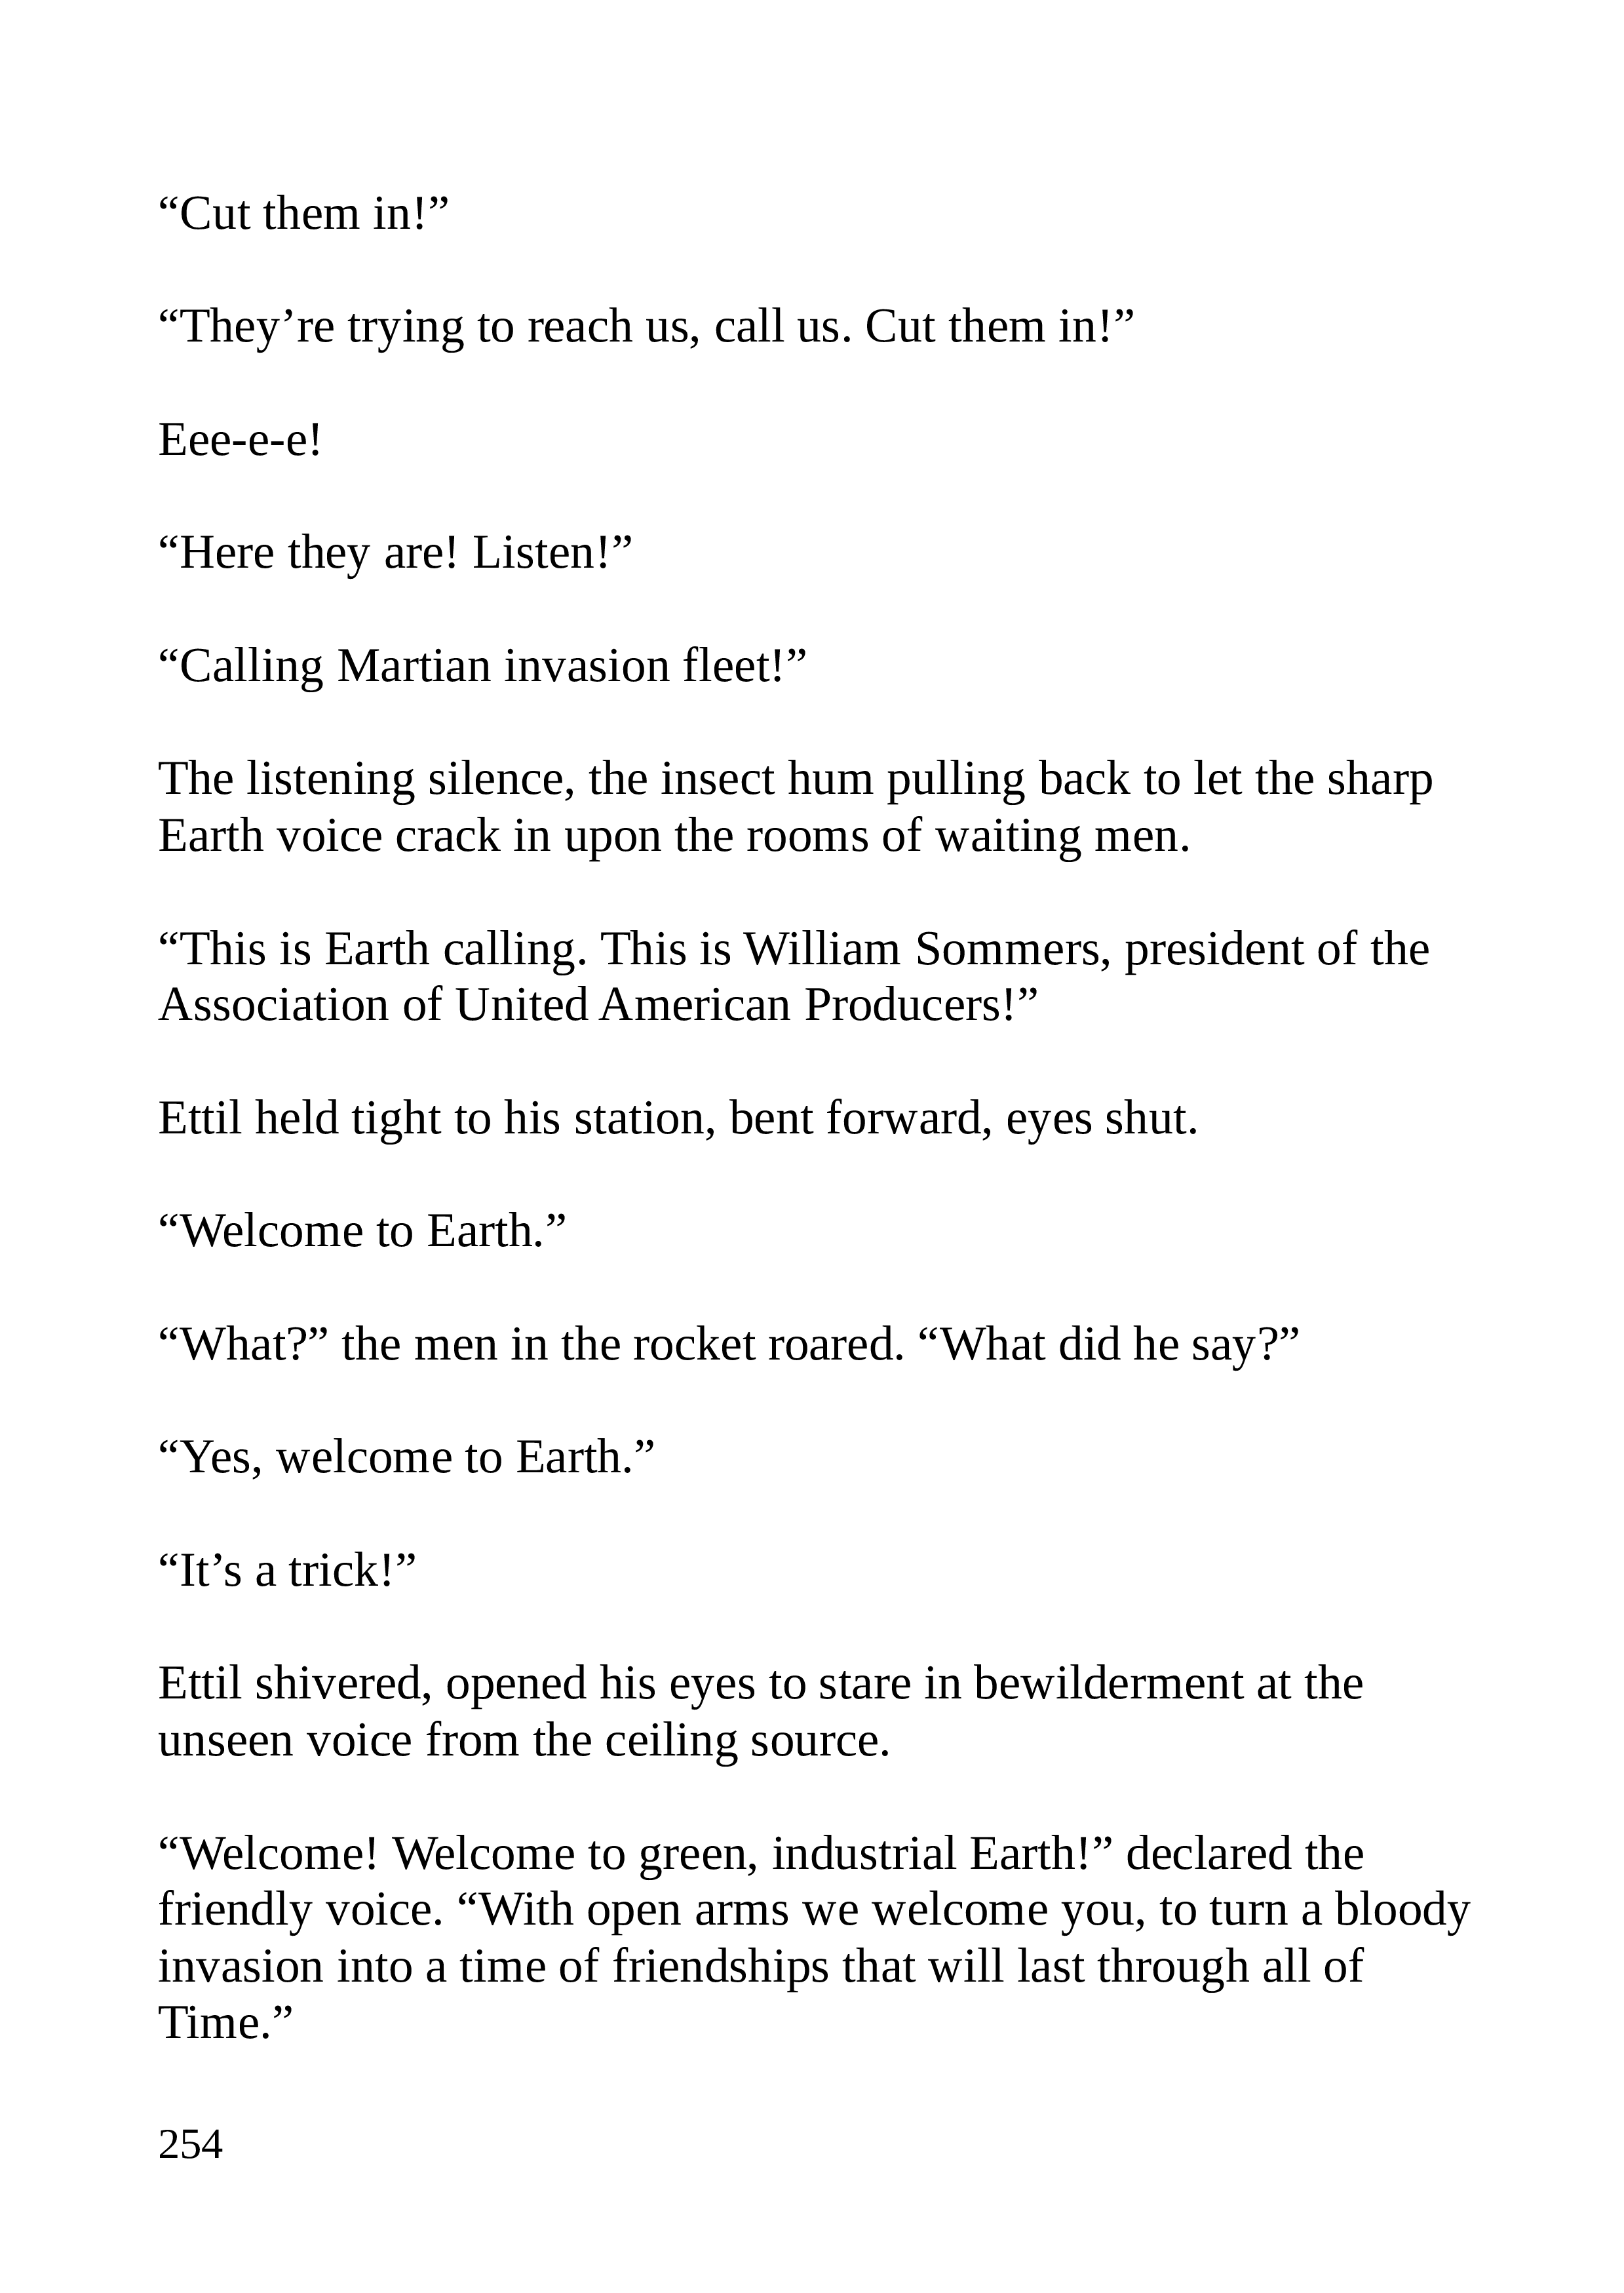 “Cut them in!”
“They’re trying to reach us, call us. Cut them in!”
Eee-e-e!
“Here they are! Listen!”
“Calling Martian invasion fleet!”
The listening silence, the insect hum pulling back to let the sharp
Earth voice crack in upon the rooms of waiting men.
“This is Earth calling. This is William Sommers, president of the
Association of United American Producers!”
Ettil held tight to his station, bent forward, eyes shut.
“Welcome to Earth.”
“What?” the men in the rocket roared. “What did he say?”
“Yes, welcome to Earth.”
“It’s a trick!”
Ettil shivered, opened his eyes to stare in bewilderment at the
unseen voice from the ceiling source.
“Welcome! Welcome to green, industrial Earth!” declared the
friendly voice. “With open arms we welcome you, to turn a bloody
invasion into a time of friendships that will last through all of
Time.”
254